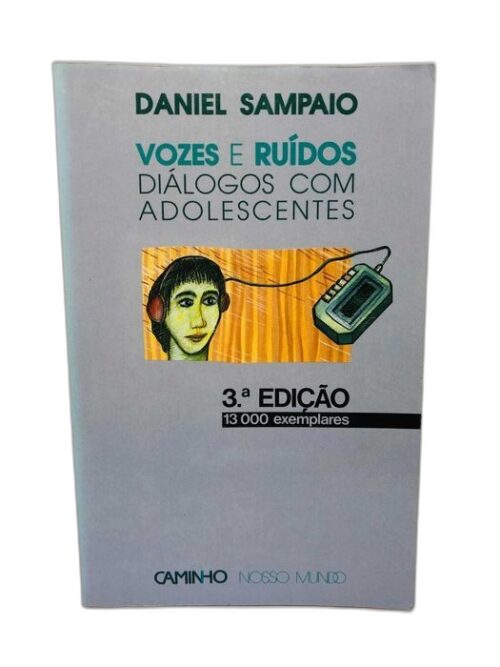 DANIEL SAMPAIO
VOZES E RUÍDOS
DIÁLOGOS COM
ADOLESCENTES
3.ª EDIÇÃO
13 000 exemplares
CAMINHO NOSSO MUNDO